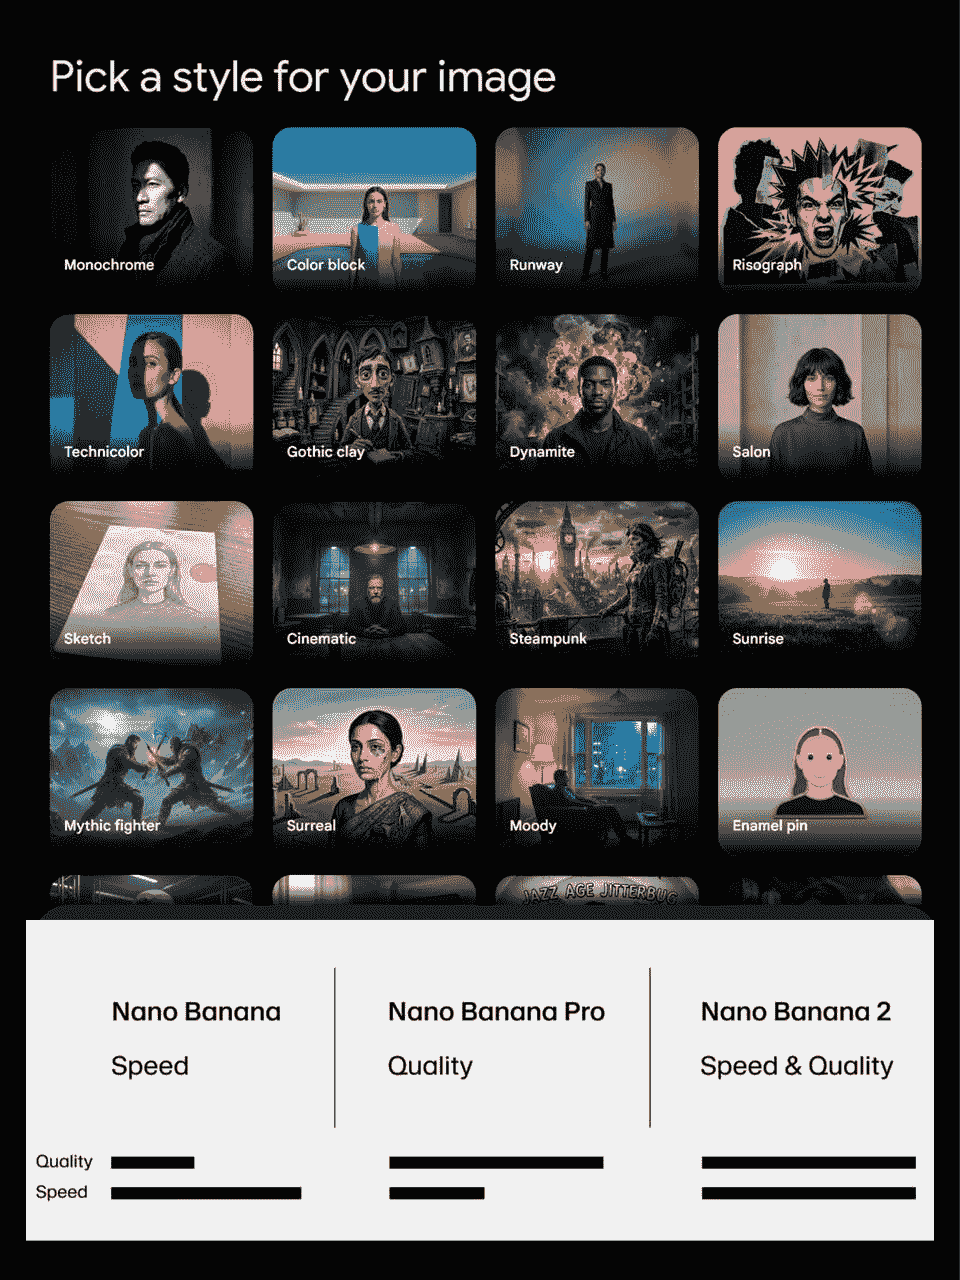 Pick a style for your image
Monochrome
Color block
Runway
Risograph
Technicolor
Gothic clay
Dynamite
Salon
Sketch
Cinematic
Steampunk
Sunrise
Mythic fighter
Surreal
Moody
Enamel pin
JAZZ AGE JITTERBUG
Nano Banana
Nano Banana Pro
Nano Banana 2
Speed
Quality
Speed & Quality
Quality
Speed